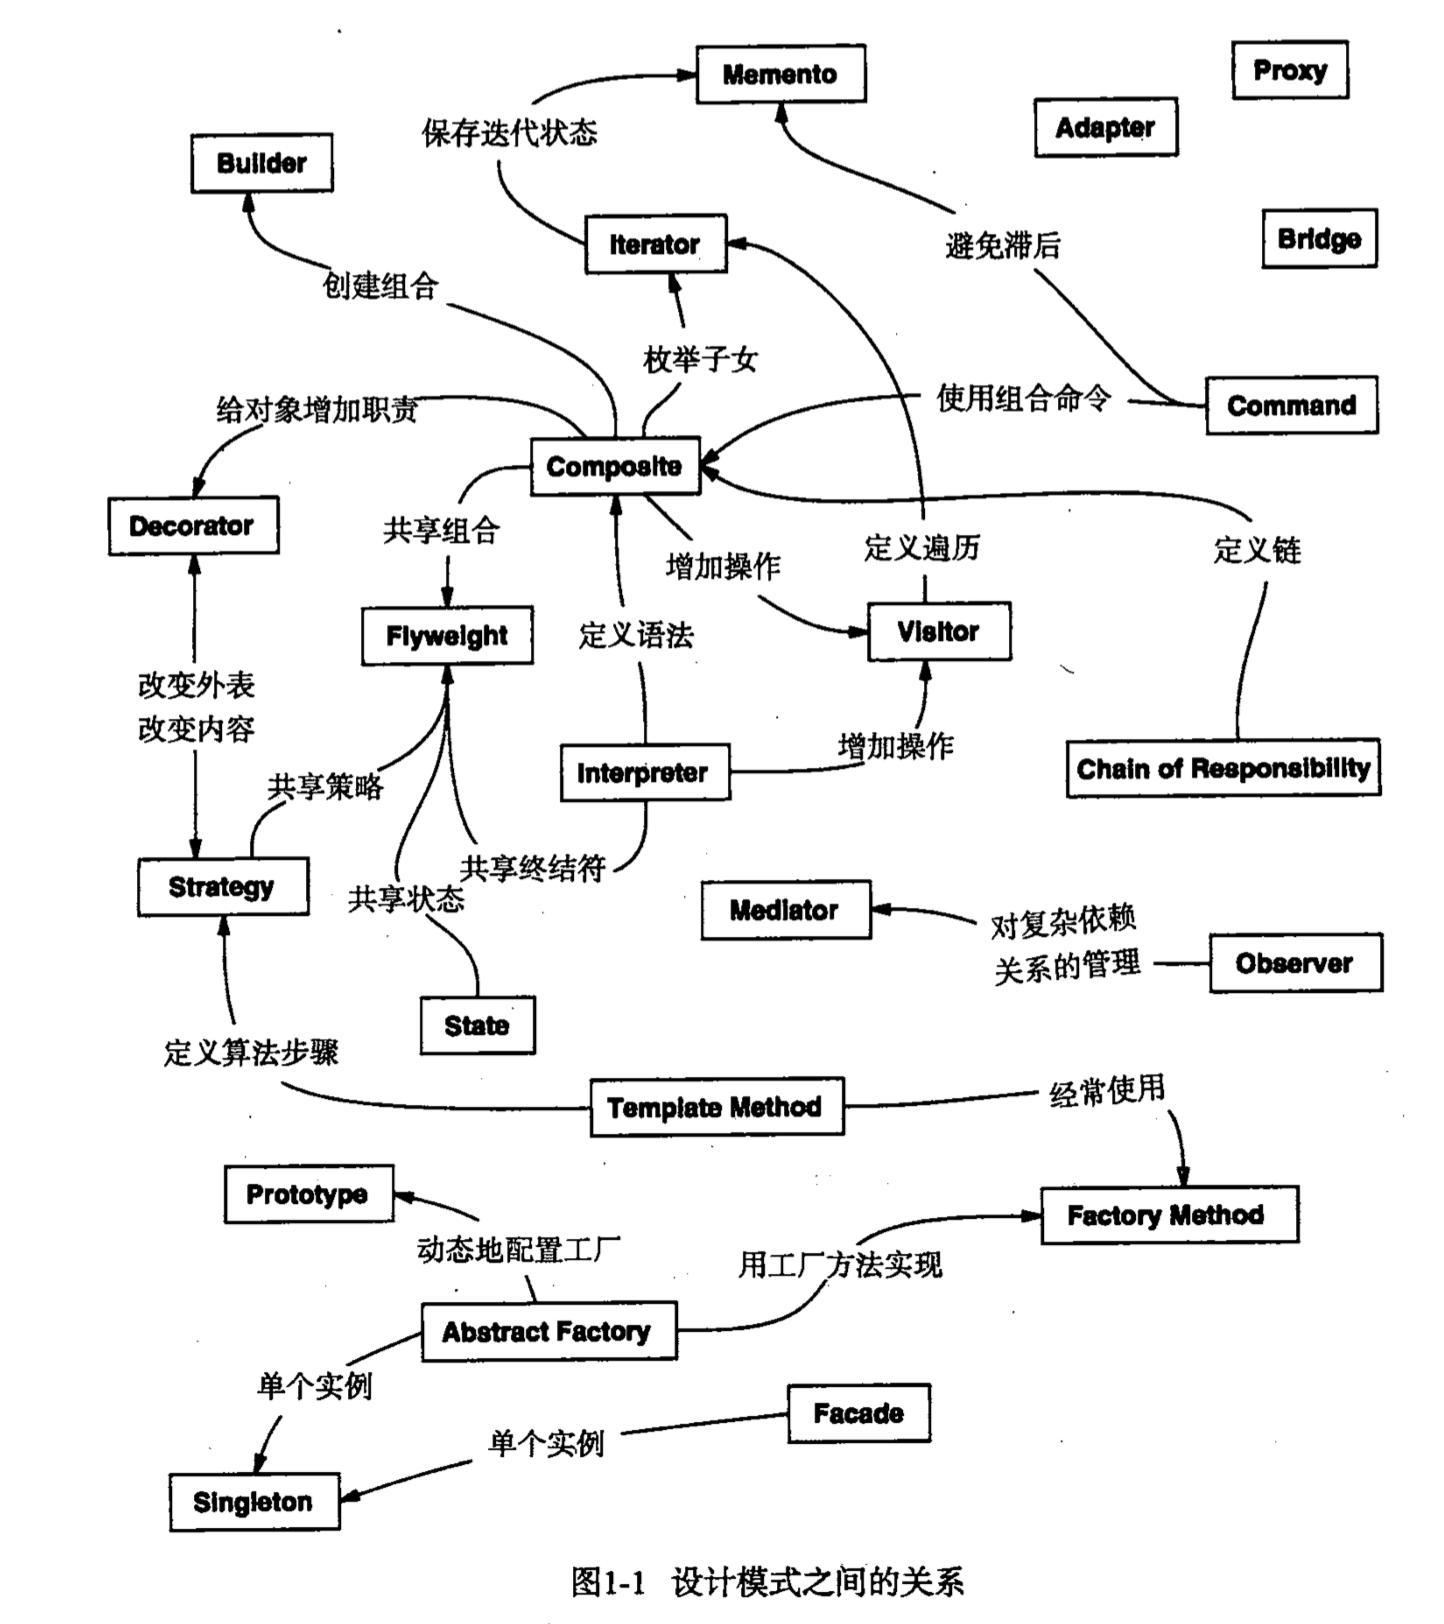 Memento
Proxy
Adapter
保存迭代状态
Builder
Iterator
避免滞后
Bridge
创建组合
枚举子女
给对象增加职责
使用组合命令
Command
Composite
Decorator
共享组合
增加操作
定义遍历
定义链
Flyweight
定义语法
Visitor
改变外表
改变内容
增加操作
共享策略
Interpreter
Chain of Responsibility
共享终结符
Strategy
共享状态
Mediator
对复杂依赖
关系的管理
Observer
State
定义算法步骤
Template Method
经常使用
Prototype
Factory Method
动态地配置工厂
用工厂方法实现
Abstract Factory
单个实例
Facade
单个实例
Singleton
图1-1 设计模式之间的关系